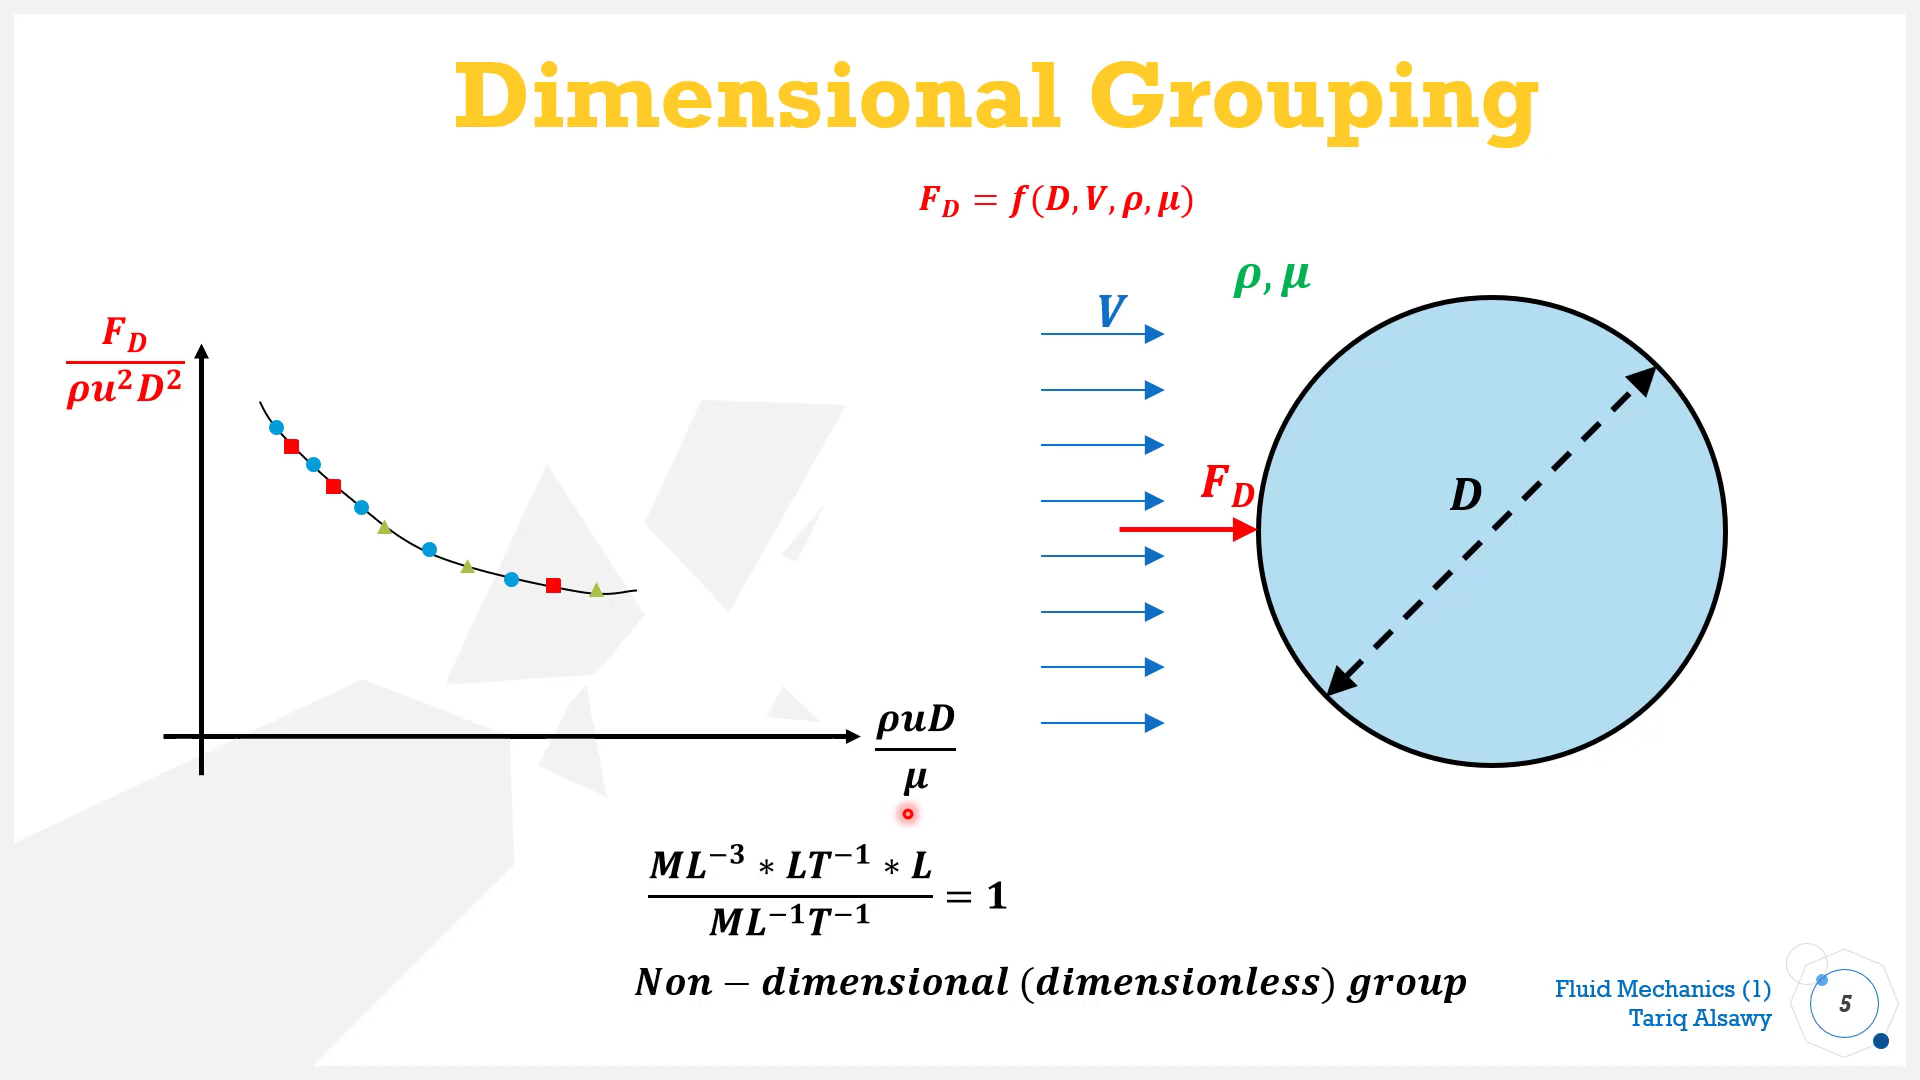 Dimensional Grouping
F_D = f(D, V, ρ, μ)
ρ, μ
V
F_D
D
F_D
ρu²D²
ρuD
μ
ML⁻³ * LT⁻¹ * L
ML⁻¹T⁻¹
= 1
Non − dimensional (dimensionless) group
Fluid Mechanics (1)
Tariq Alsawy
5